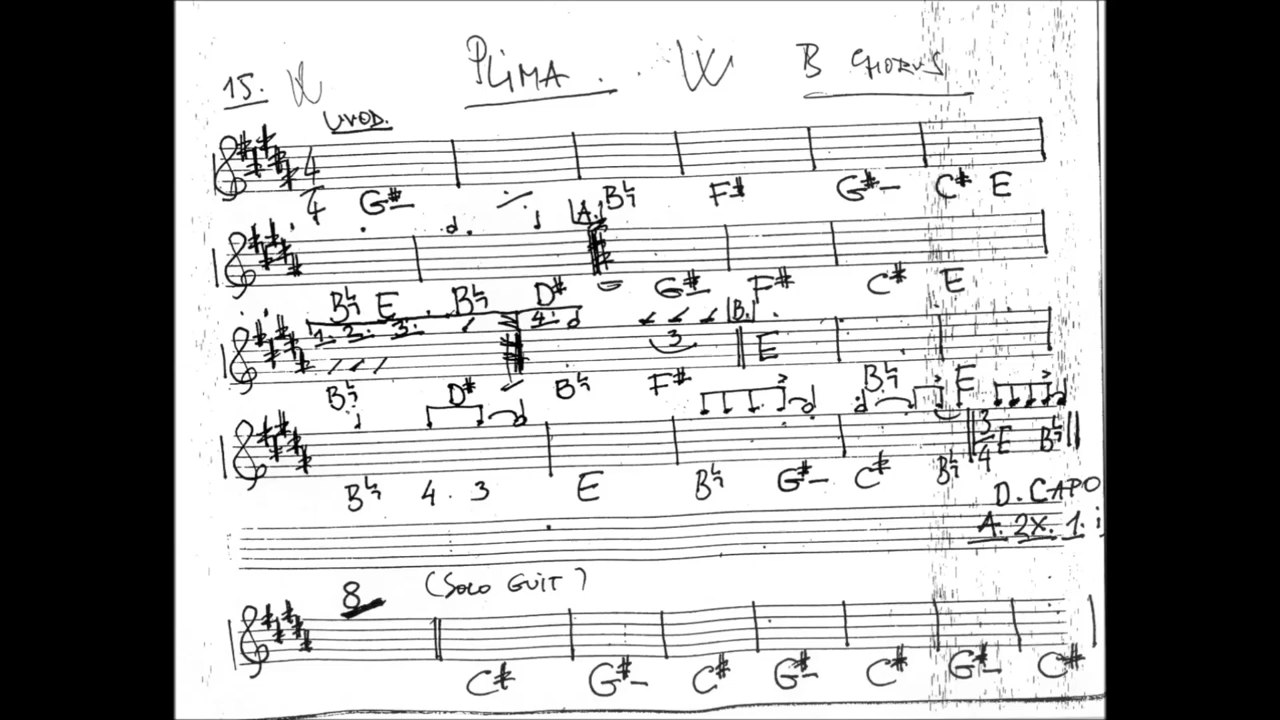 15. PLIMA . . B CHORUS
UVOD.
4/4 G#- ٪ B♮ F#- G#- C# E
A.
B♮ E B♮ D# G#- F# C# E
1. 2. 3. 4. 3 B. E
B♮ D# B♮ F# B♮ E
3/4 E B♮
B♮ 4. 3 E B♮ G#- C# B♮
D. CAPO
A. 2X. 1. i
8 (SOLO GUIT)
C# G#- C# G#- C# G#- C#